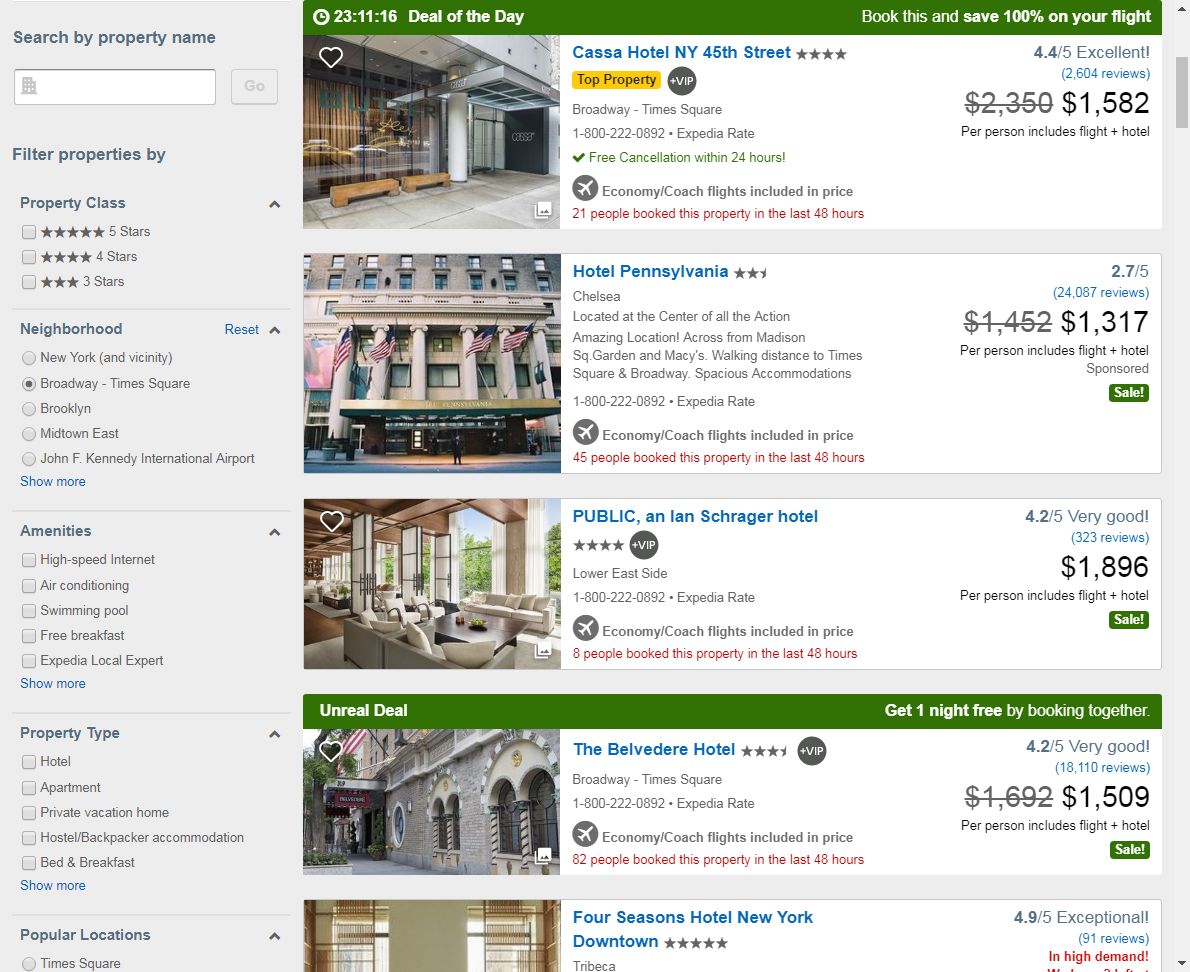 Search by property name
Go
Filter properties by
Property Class
5 Stars
4 Stars
3 Stars
Neighborhood Reset
New York (and vicinity)
Broadway - Times Square
Brooklyn
Midtown East
John F. Kennedy International Airport
Show more
Amenities
High-speed Internet
Air conditioning
Swimming pool
Free breakfast
Expedia Local Expert
Show more
Property Type
Hotel
Apartment
Private vacation home
Hostel/Backpacker accommodation
Bed & Breakfast
Show more
Popular Locations
Times Square
23:11:16 Deal of the Day Book this and save 100% on your flight
Cassa Hotel NY 45th Street
Top Property +VIP
Broadway - Times Square
1-800-222-0892 • Expedia Rate
Free Cancellation within 24 hours!
Economy/Coach flights included in price
21 people booked this property in the last 48 hours
4.4/5 Excellent!
(2,604 reviews)
$2,350 $1,582
Per person includes flight + hotel
Hotel Pennsylvania
Chelsea
Located at the Center of all the Action
Amazing Location! Across from Madison
Sq.Garden and Macy's. Walking distance to Times
Square & Broadway. Spacious Accommodations
1-800-222-0892 • Expedia Rate
Economy/Coach flights included in price
45 people booked this property in the last 48 hours
2.7/5
(24,087 reviews)
$1,452 $1,317
Per person includes flight + hotel
Sponsored
Sale!
PUBLIC, an Ian Schrager hotel
+VIP
Lower East Side
1-800-222-0892 • Expedia Rate
Economy/Coach flights included in price
8 people booked this property in the last 48 hours
4.2/5 Very good!
(323 reviews)
$1,896
Per person includes flight + hotel
Sale!
Unreal Deal Get 1 night free by booking together.
BELVEDERE
The Belvedere Hotel +VIP
Broadway - Times Square
1-800-222-0892 • Expedia Rate
Economy/Coach flights included in price
82 people booked this property in the last 48 hours
4.2/5 Very good!
(18,110 reviews)
$1,692 $1,509
Per person includes flight + hotel
Sale!
Four Seasons Hotel New York
Downtown
Tribeca
4.9/5 Exceptional!
(91 reviews)
In high demand!